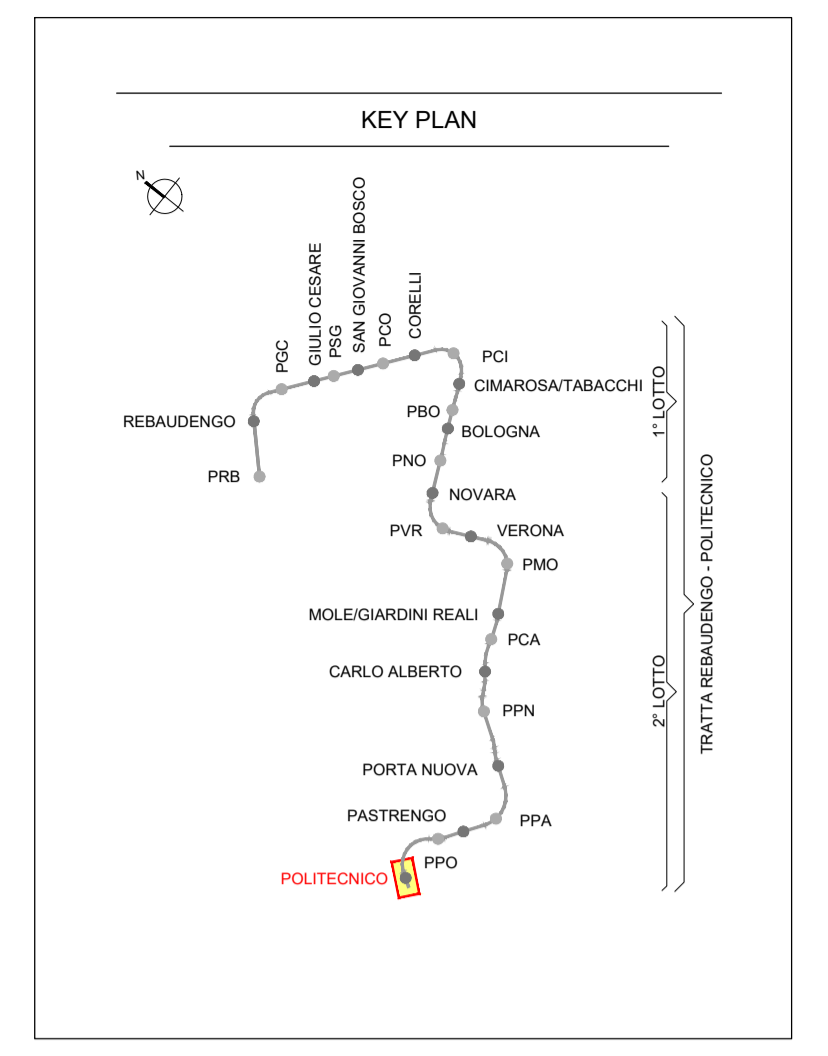 KEY PLAN
N
PGC
GIULIO CESARE
PSG
SAN GIOVANNI BOSCO
PCO
CORELLI
PCI
CIMAROSA/TABACCHI
REBAUDENGO
PBO
BOLOGNA
PNO
PRB
NOVARA
PVR
VERONA
PMO
MOLE/GIARDINI REALI
PCA
CARLO ALBERTO
PPN
PORTA NUOVA
PASTRENGO
PPA
PPO
POLITECNICO
1° LOTTO
2° LOTTO
TRATTA REBAUDENGO - POLITECNICO